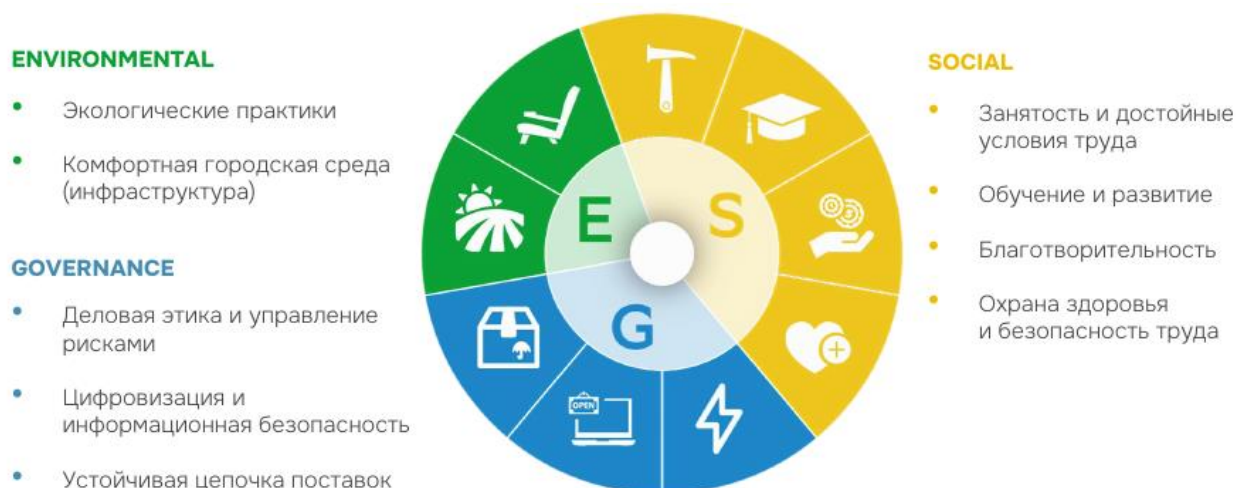 ENVIRONMENTAL
Экологические практики
Комфортная городская среда
(инфраструктура)
GOVERNANCE
Деловая этика и управление
рисками
Цифровизация и
информационная безопасность
Устойчивая цепочка поставок
E
S
G
OPEN
SOCIAL
Занятость и достойные
условия труда
Обучение и развитие
Благотворительность
Охрана здоровья
и безопасность труда